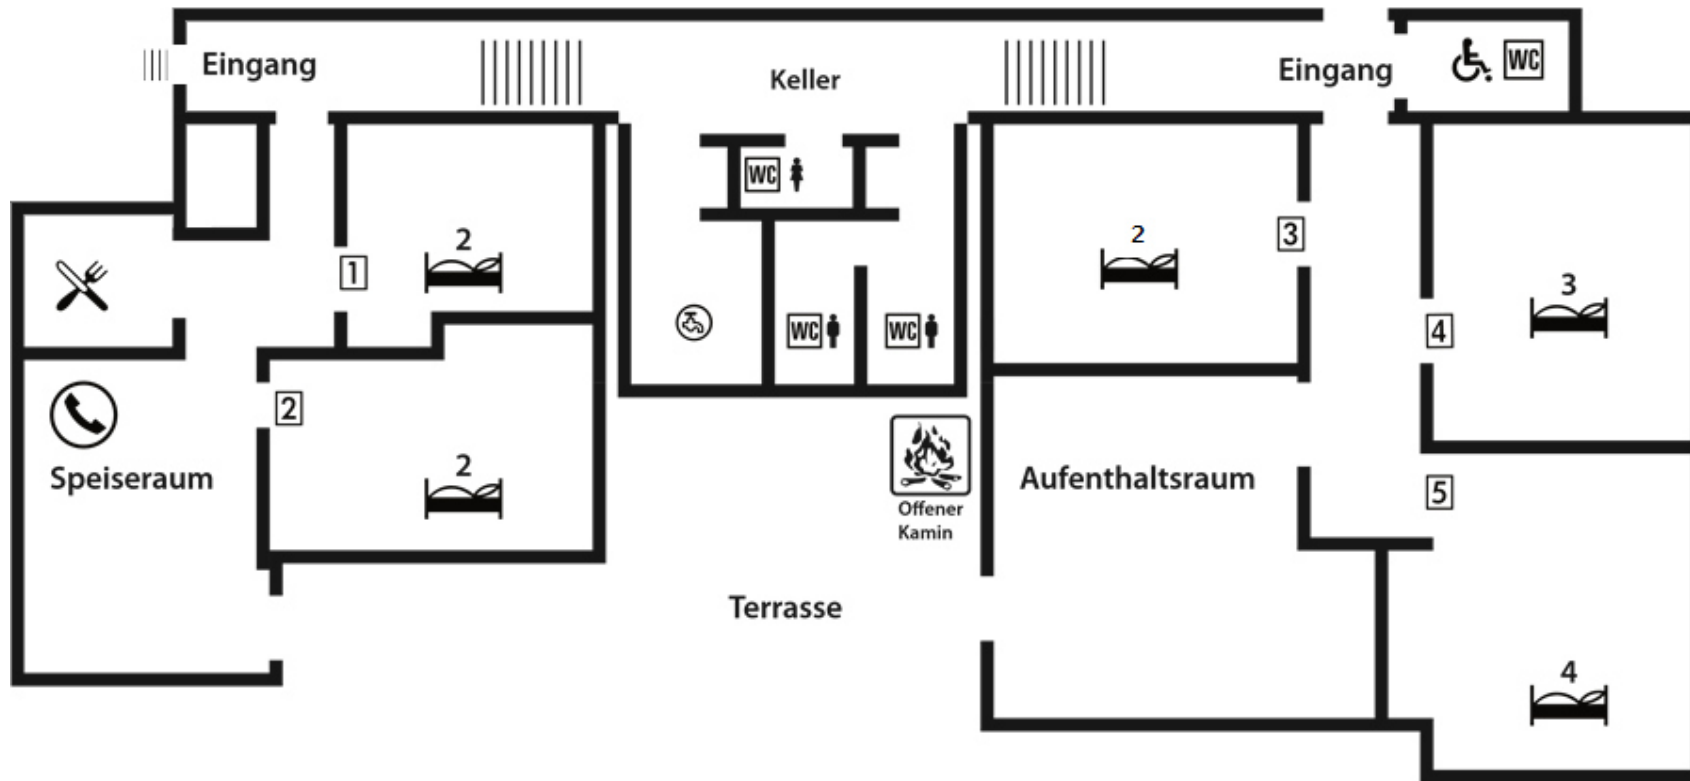 Eingang
Keller
Eingang
WC
WC
2
2
3
1
3
4
WC
WC
2
2
Speiseraum
Offener
Kamin
Aufenthaltsraum
5
Terrasse
4